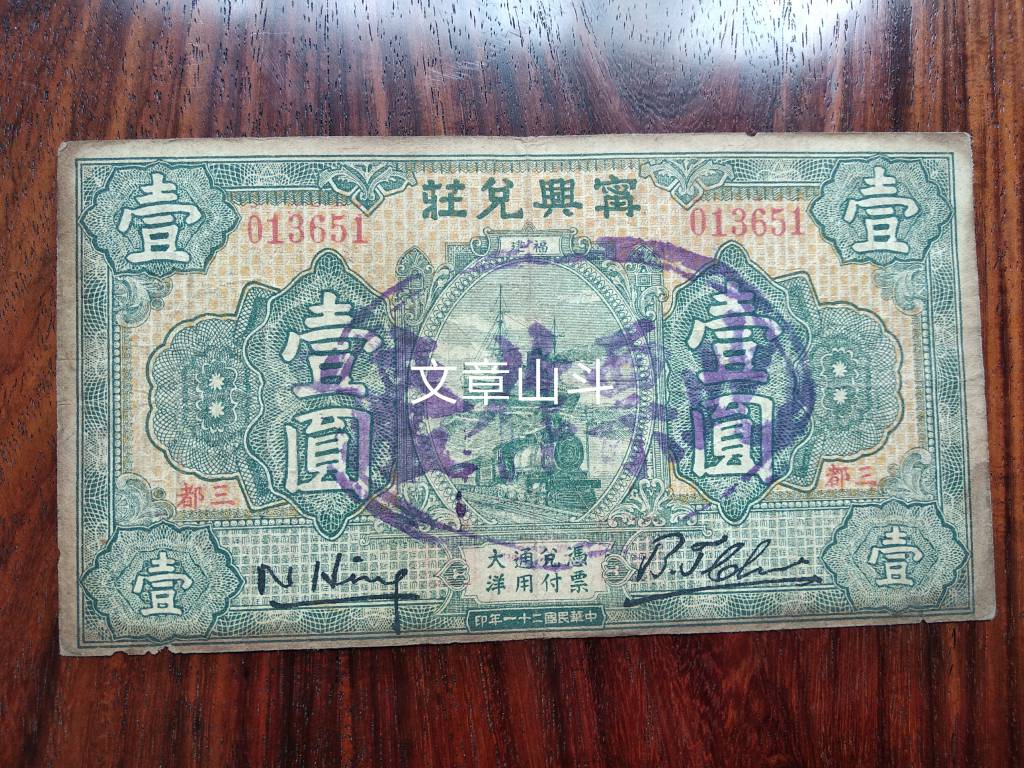 甯興兌莊
壹
壹
013651
013651
福建
壹圓
壹圓
文章山斗
三都
三都
憑票
兌付
通用
大洋
壹
壹
N Hing
中華民國二十一年印